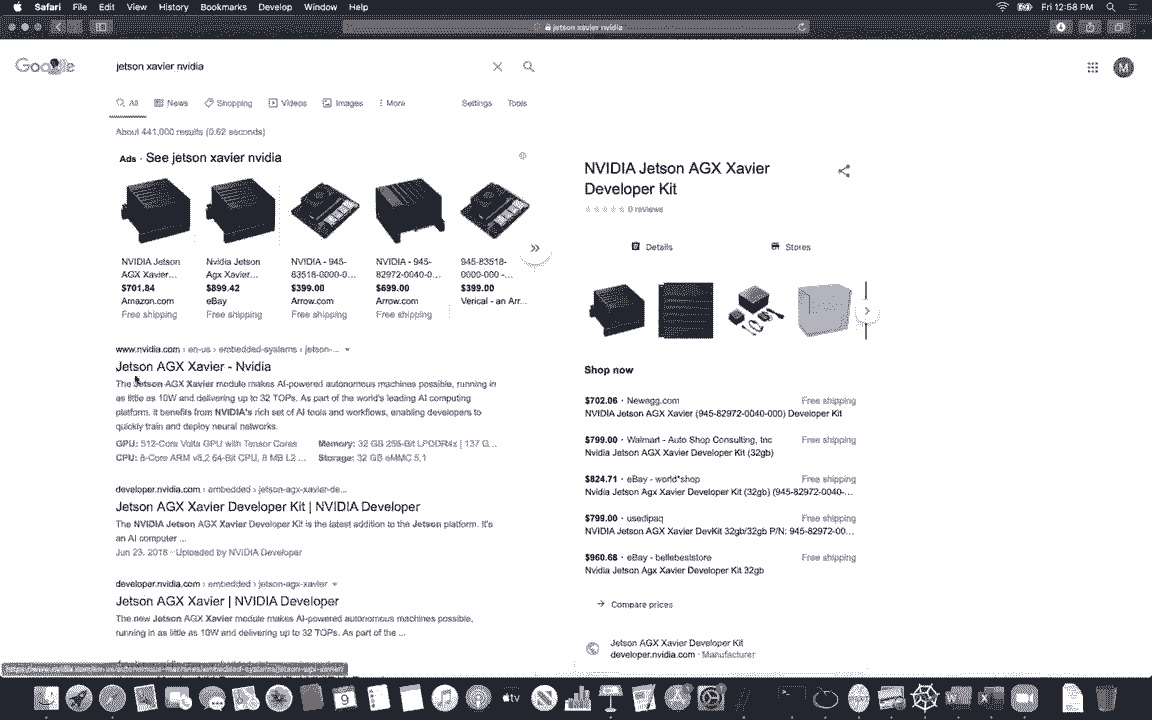 Safari File Edit View History Bookmarks Develop Window Help Fri 12:58 PM
jetson xavier nvidia
Google
jetson xavier nvidia
M
All News Shopping Videos Images More Settings Tools
About 441,000 results (0.62 seconds)
Ads · See jetson xavier nvidia
NVIDIA Jetson AGX Xavier...
$701.84
Amazon.com
Free shipping
Nvidia Jetson Agx Xavier...
$899.42
eBay
Free shipping
NVIDIA - 945-83518-0000-0...
$399.00
Arrow.com
Free shipping
NVIDIA - 945-82972-0040-0...
$699.00
Arrow.com
Free shipping
945-83518-0000-000 -...
$399.00
Verical - an Arr...
www.nvidia.com › en-us › embedded-systems › jetson-...
Jetson AGX Xavier - Nvidia
The Jetson AGX Xavier module makes AI-powered autonomous machines possible, running in
as little as 10W and delivering up to 32 TOPs. As part of the world's leading AI computing
platform, it benefits from NVIDIA's rich set of AI tools and workflows, enabling developers to
quickly train and deploy neural networks.
GPU: 512-Core Volta GPU with Tensor Cores Memory: 32 GB 256-Bit LPDDR4x | 137 G...
CPU: 8-Core ARM v8.2 64-Bit CPU, 8 MB L2 ... Storage: 32 GB eMMC 5.1
developer.nvidia.com › embedded › jetson-agx-xavier-de...
Jetson AGX Xavier Developer Kit | NVIDIA Developer
The NVIDIA Jetson AGX Xavier Developer Kit is the latest addition to the Jetson platform. It's
an AI computer ...
Jun 23, 2018 · Uploaded by NVIDIA Developer
developer.nvidia.com › embedded › jetson-agx-xavier
Jetson AGX Xavier | NVIDIA Developer
The new Jetson AGX Xavier module makes AI-powered autonomous machines possible,
running in as little as 10W and delivering up to 32 TOPs. As part of the ...
NVIDIA Jetson AGX Xavier
Developer Kit
0 reviews
Details Stores
Shop now
$702.06 · Newegg.com Free shipping
NVIDIA Jetson AGX Xavier (945-82972-0040-000) Developer Kit
$799.00 · Walmart - Auto Shop Consulting, Inc Free shipping
Nvidia Jetson AGX Xavier Developer Kit (32gb)
$824.71 · eBay - world*shop Free shipping
Nvidia Jetson Agx Xavier Developer Kit (32gb) (945-82972-0040-...
$799.00 · usedipaq Free shipping
NVIDIA Jetson AGX Xavier DevKit 32gb/32gb P/N: 945-82972-00...
$960.68 · eBay - bellebeststore Free shipping
Nvidia Jetson Agx Xavier Developer Kit 32gb
Compare prices
Jetson AGX Xavier Developer Kit
developer.nvidia.com · Manufacturer
9
tv